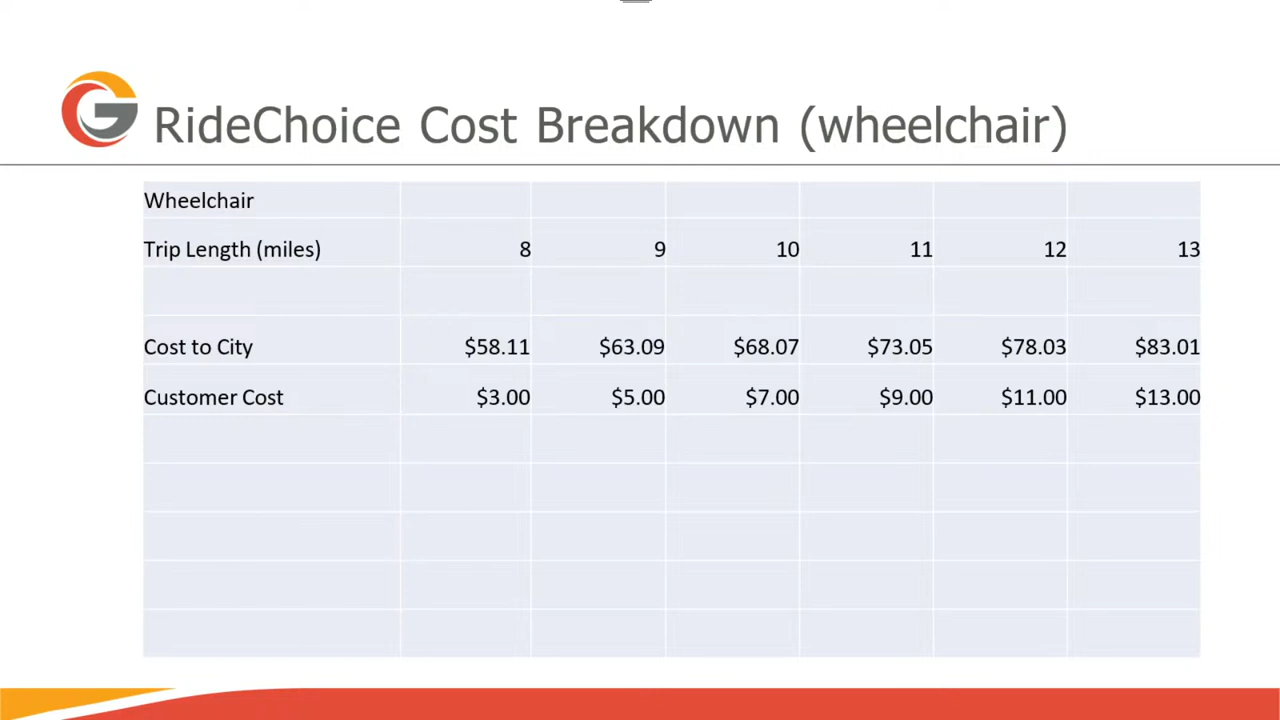 G RideChoice Cost Breakdown (wheelchair)
Wheelchair
Trip Length (miles) 8 9 10 11 12 13
Cost to City $58.11 $63.09 $68.07 $73.05 $78.03 $83.01
Customer Cost $3.00 $5.00 $7.00 $9.00 $11.00 $13.00